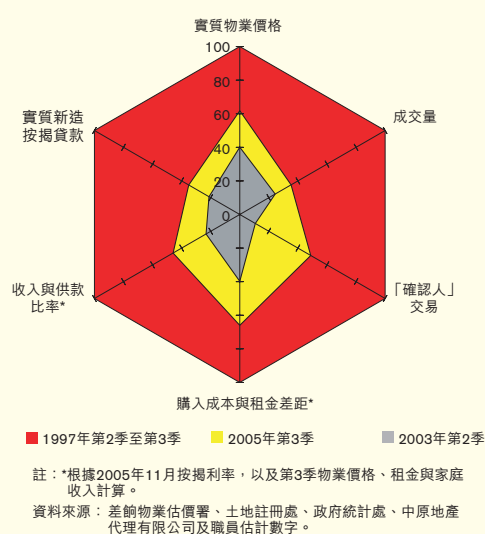 實質物業價格
100
80
60
40
20
0
實質新造
按揭貸款
成交量
收入與供款
比率*
「確認人」
交易
購入成本與租金差距*
1997年第2季至第3季
2005年第3季
2003年第2季
註：*根據2005年11月按揭利率，以及第3季物業價格、租金與家庭
收入計算。
資料來源：差餉物業估價署、土地註冊處、政府統計處、中原地產
代理有限公司及職員估計數字。